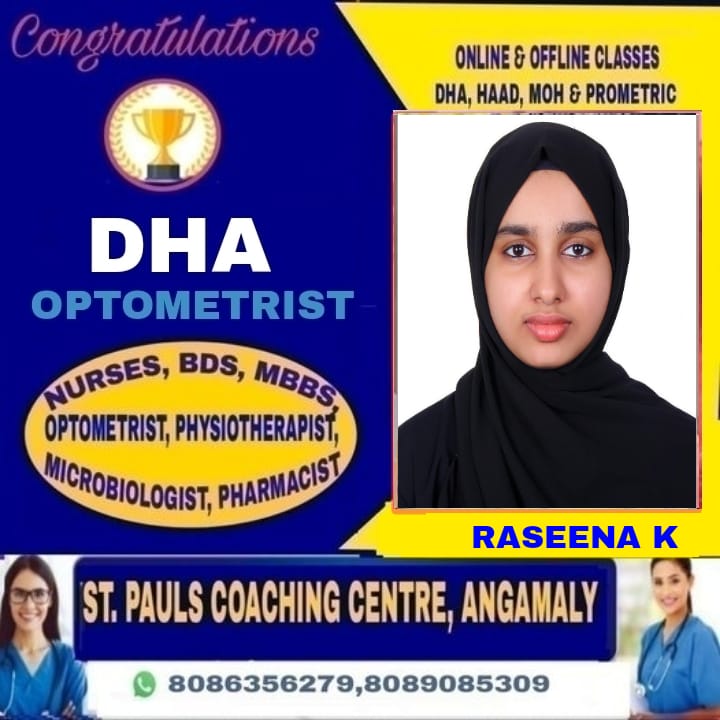 Congratulations
ONLINE & OFFLINE CLASSES
DHA, HAAD, MOH & PROMETRIC
DHA
OPTOMETRIST
NURSES, BDS, MBBS,
OPTOMETRIST, PHYSIOTHERAPIST,
MICROBIOLOGIST, PHARMACIST
RASEENA K
ST. PAULS COACHING CENTRE, ANGAMALY
8086356279,8089085309